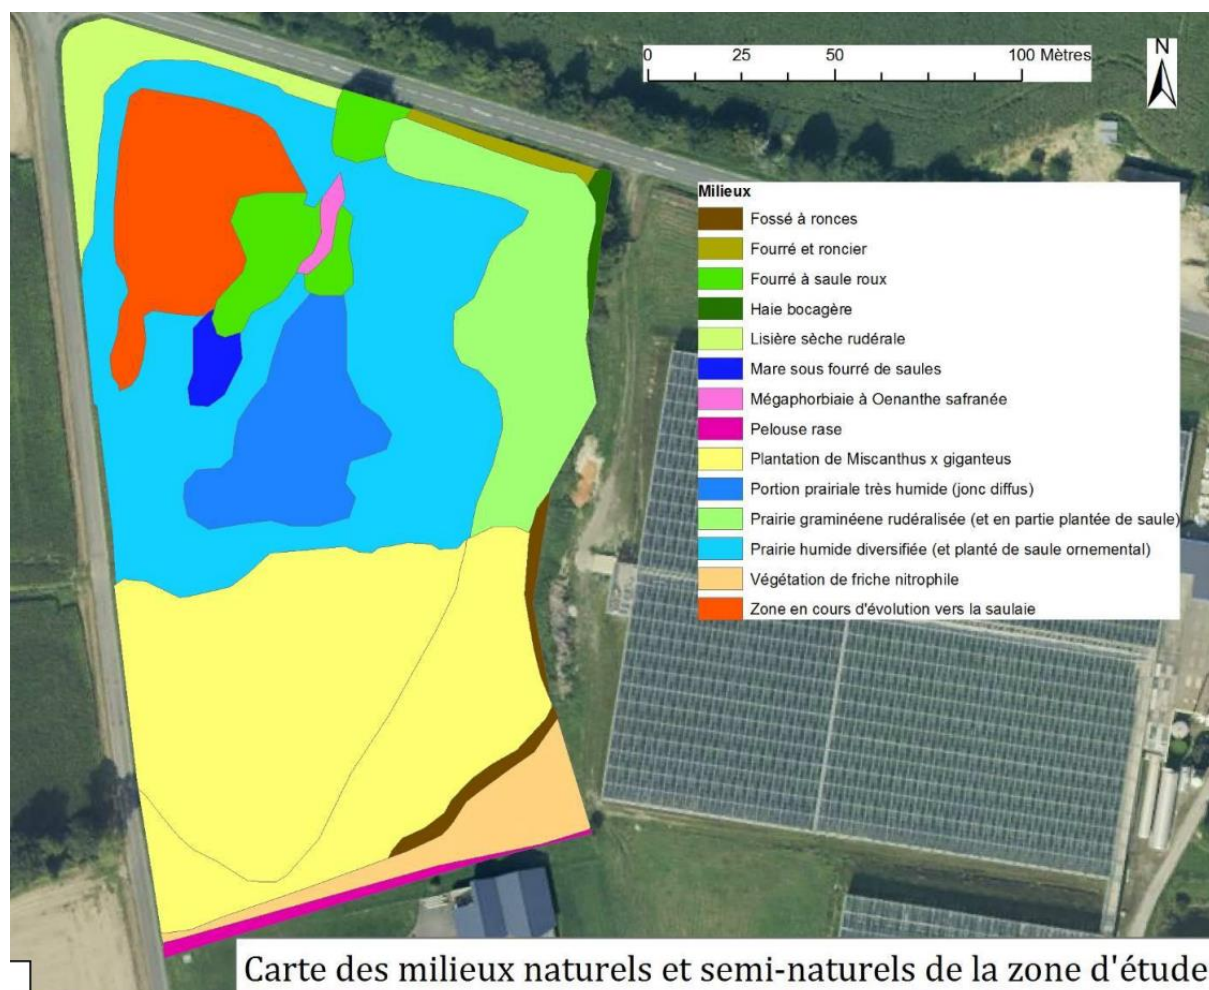 0 25 50 100 Mètres
N
Milieux
Fossé à ronces
Fourré et roncier
Fourré à saule roux
Haie bocagère
Lisière sèche rudérale
Mare sous fourré de saules
Mégaphorbiaie à Oenanthe safranée
Pelouse rase
Plantation de Miscanthus x giganteus
Portion prairiale très humide (jonc diffus)
Prairie graminéene rudéralisée (et en partie plantée de saule)
Prairie humide diversifiée (et planté de saule ornemental)
Végétation de friche nitrophile
Zone en cours d'évolution vers la saulaie
Carte des milieux naturels et semi-naturels de la zone d'étude